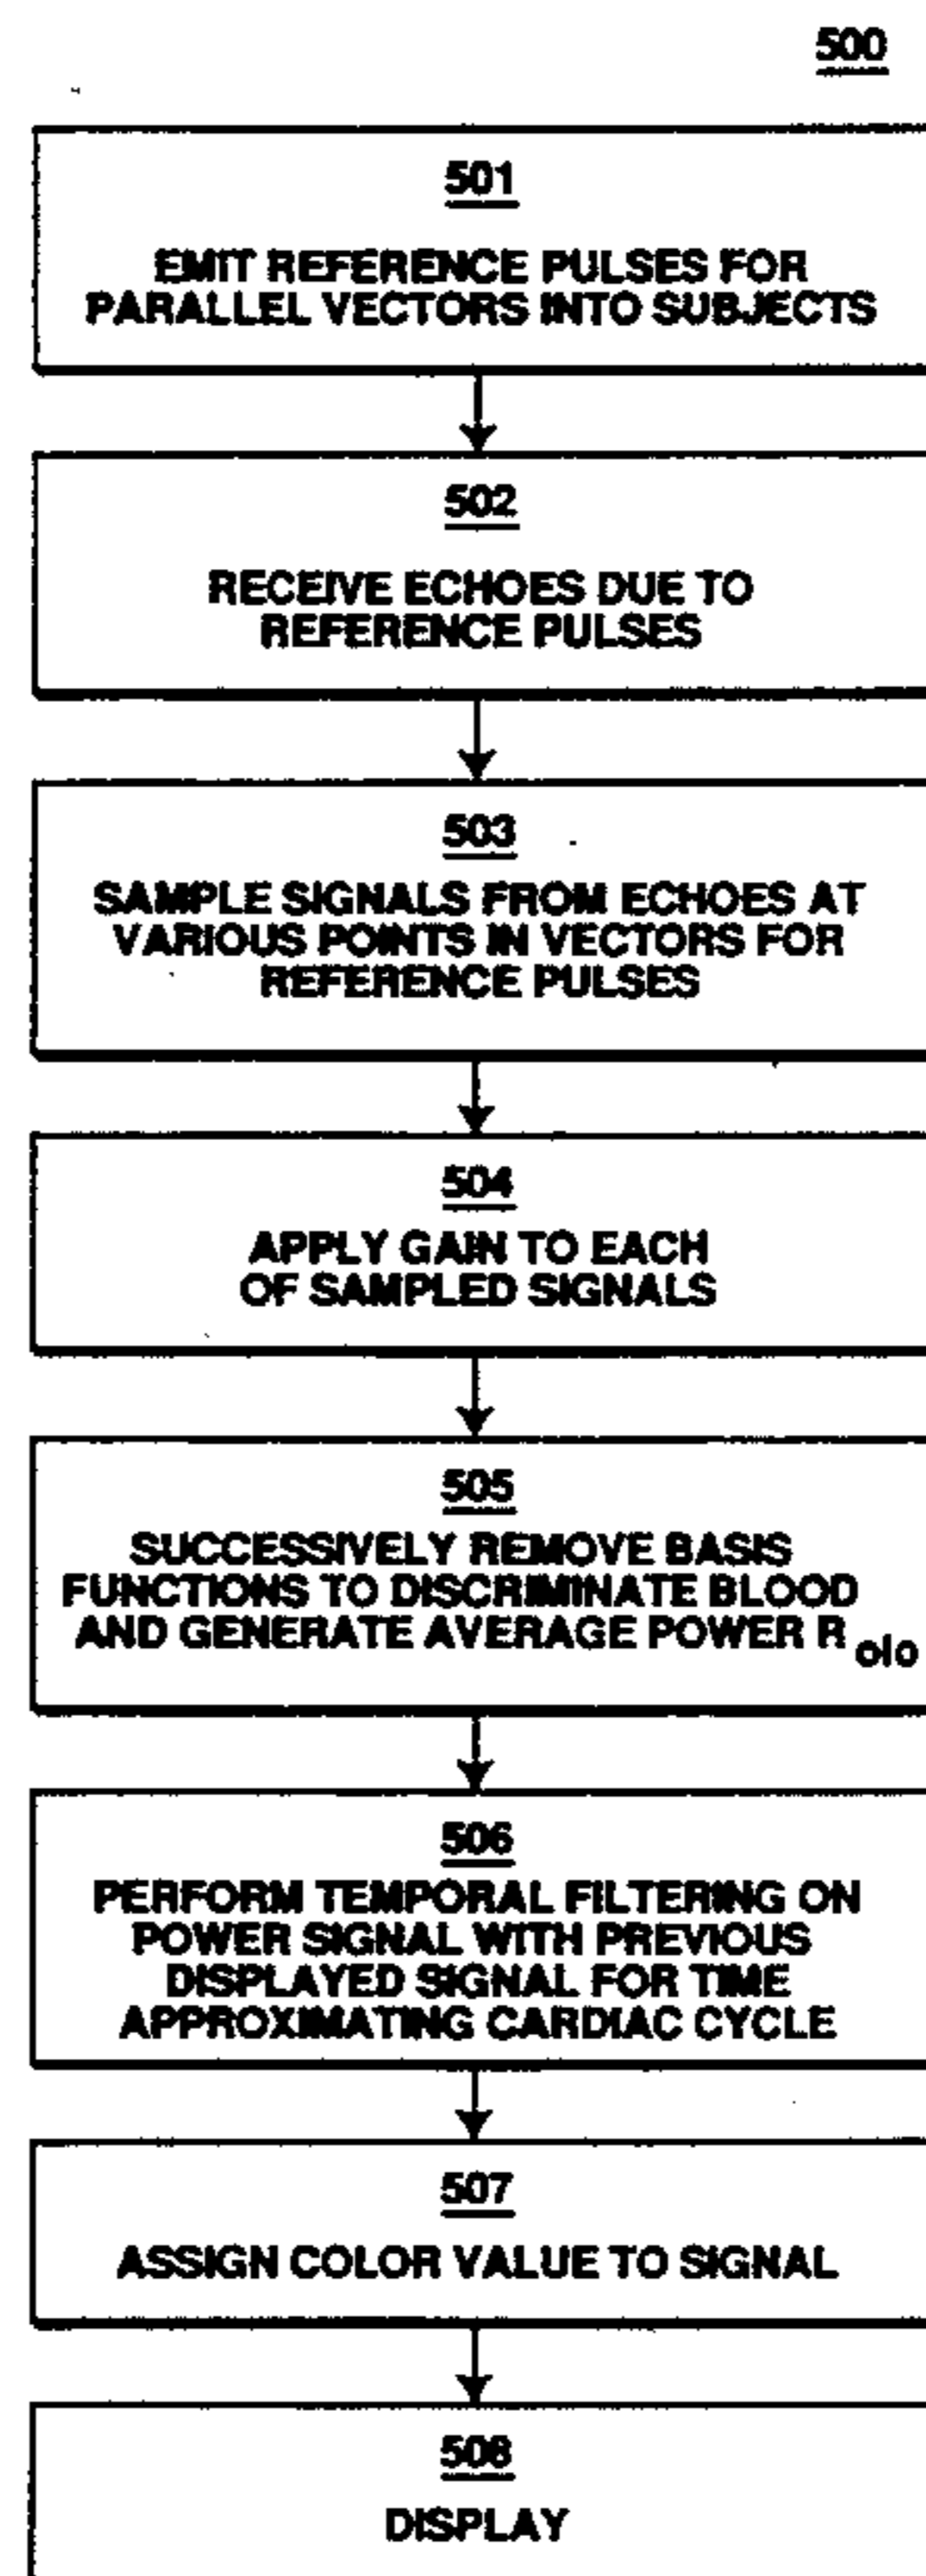 500
501
EMIT REFERENCE PULSES FOR
PARALLEL VECTORS INTO SUBJECTS
502
RECEIVE ECHOES DUE TO
REFERENCE PULSES
503
SAMPLE SIGNALS FROM ECHOES AT
VARIOUS POINTS IN VECTORS FOR
REFERENCE PULSES
504
APPLY GAIN TO EACH
OF SAMPLED SIGNALS
505
SUCCESSIVELY REMOVE BASIS
FUNCTIONS TO DISCRIMINATE BLOOD
AND GENERATE AVERAGE POWER R olo
506
PERFORM TEMPORAL FILTERING ON
POWER SIGNAL WITH PREVIOUS
DISPLAYED SIGNAL FOR TIME
APPROXIMATING CARDIAC CYCLE
507
ASSIGN COLOR VALUE TO SIGNAL
508
DISPLAY